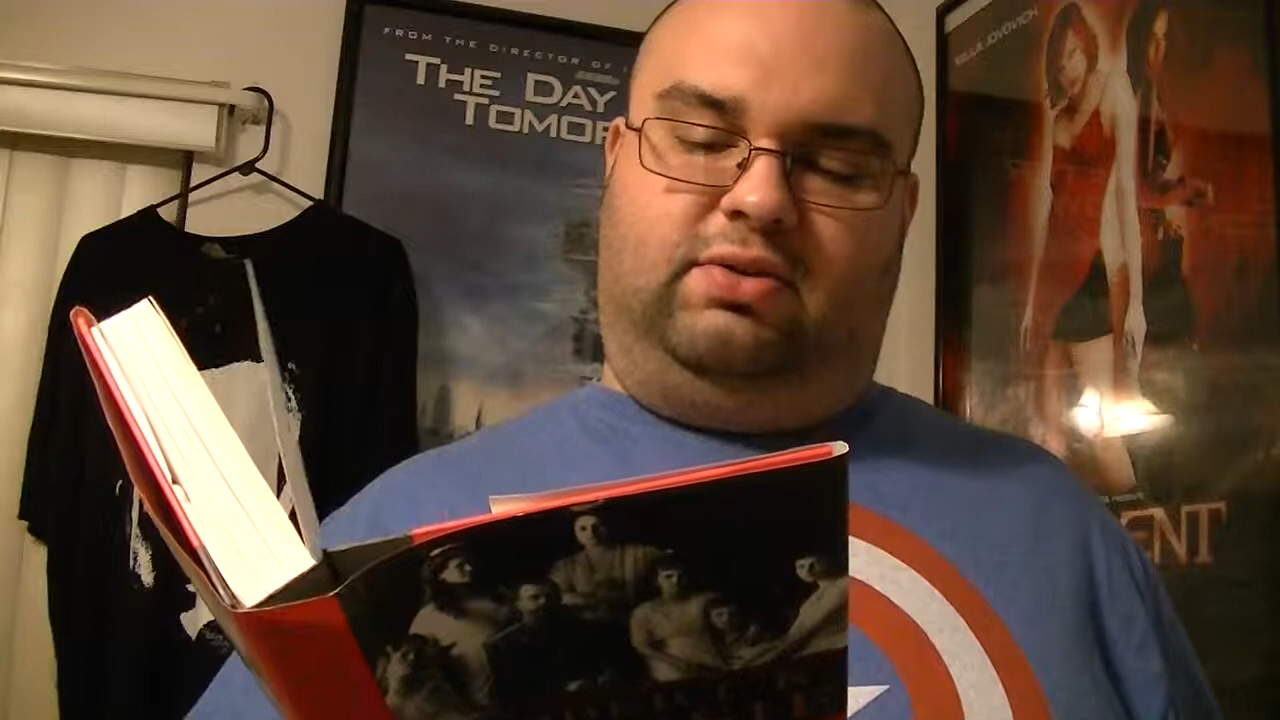 FROM THE DIRECTOR OF
THE DAY
TOMOR
MILLA JOVOVICH
ENT